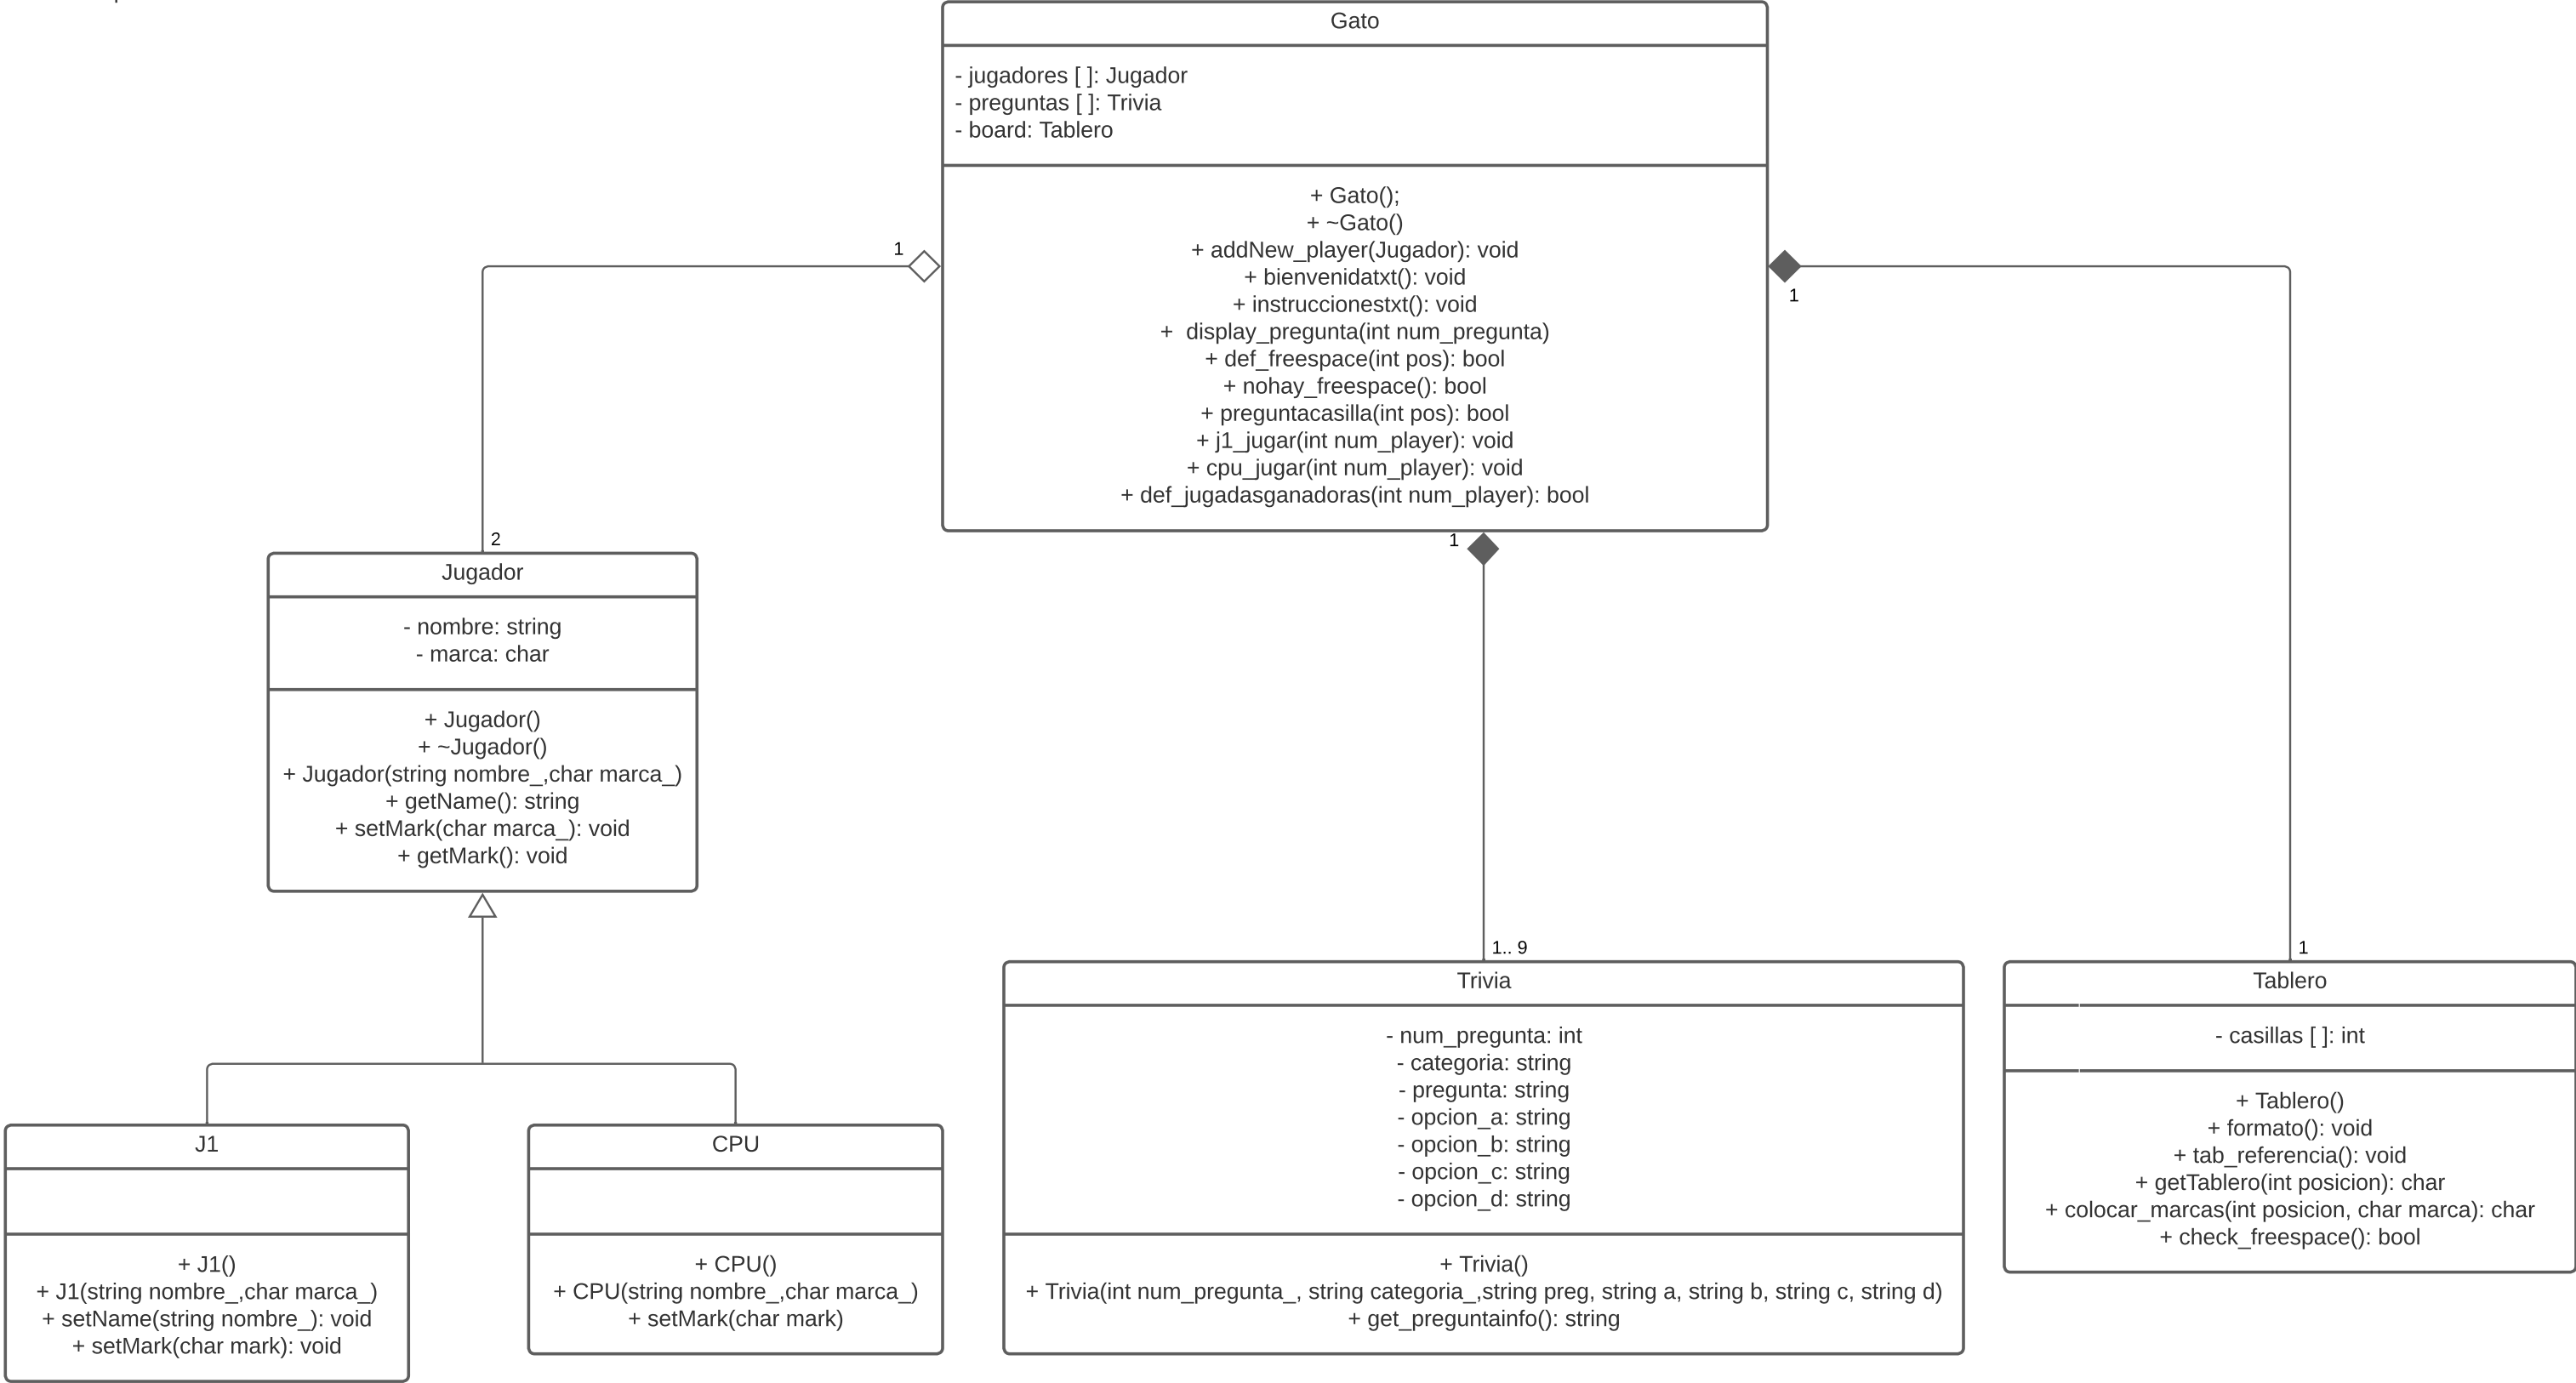 Gato
- jugadores [ ]: Jugador
- preguntas [ ]: Trivia
- board: Tablero
+ Gato();
+ ~Gato()
+ addNew_player(Jugador): void
+ bienvenidatxt(): void
+ instruccionestxt(): void
+  display_pregunta(int num_pregunta)
+ def_freespace(int pos): bool
+ nohay_freespace(): bool
+ preguntacasilla(int pos): bool
+ j1_jugar(int num_player): void
+ cpu_jugar(int num_player): void
+ def_jugadasganadoras(int num_player): bool
1
1
1
2
Jugador
- nombre: string
- marca: char
+ Jugador()
+ ~Jugador()
+ Jugador(string nombre_,char marca_)
+ getName(): string
+ setMark(char marca_): void
+ getMark(): void
J1
+ J1()
+ J1(string nombre_,char marca_)
+ setName(string nombre_): void
+ setMark(char mark): void
CPU
+ CPU()
+ CPU(string nombre_,char marca_)
+ setMark(char mark)
1.. 9
Trivia
- num_pregunta: int
- categoria: string
- pregunta: string
- opcion_a: string
- opcion_b: string
- opcion_c: string
- opcion_d: string
+ Trivia()
+ Trivia(int num_pregunta_, string categoria_,string preg, string a, string b, string c, string d)
+ get_preguntainfo(): string
1
Tablero
- casillas [ ]: int
+ Tablero()
+ formato(): void
+ tab_referencia(): void
+ getTablero(int posicion): char
+ colocar_marcas(int posicion, char marca): char
+ check_freespace(): bool